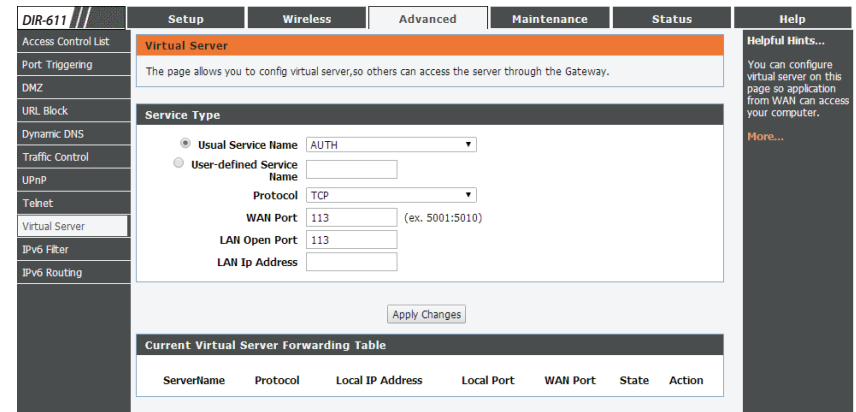 DIR-611
Setup Wireless Advanced Maintenance Status Help
Access Control List
Port Triggering
DMZ
URL Block
Dynamic DNS
Traffic Control
UPnP
Telnet
Virtual Server
IPv6 Filter
IPv6 Routing
Virtual Server
The page allows you to config virtual server,so others can access the server through the Gateway.
Service Type
Usual Service Name AUTH
User-defined Service
Name
Protocol TCP
WAN Port 113 (ex. 5001:5010)
LAN Open Port 113
LAN Ip Address
Apply Changes
Current Virtual Server Forwarding Table
ServerName Protocol Local IP Address Local Port WAN Port State Action
Helpful Hints...
You can configure
virtual server on this
page so application
from WAN can access
your computer.
More...